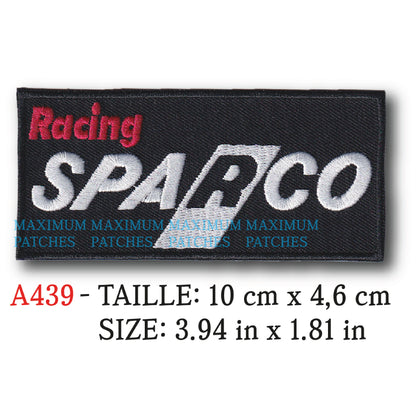 Racing
SPARCO
MAXIMUM MAXIMUM MAXIMUM MAXIMUM
PATCHES PATCHES PATCHES PATCHES
A439 - TAILLE: 10 cm x 4,6 cm
SIZE: 3.94 in x 1.81 in